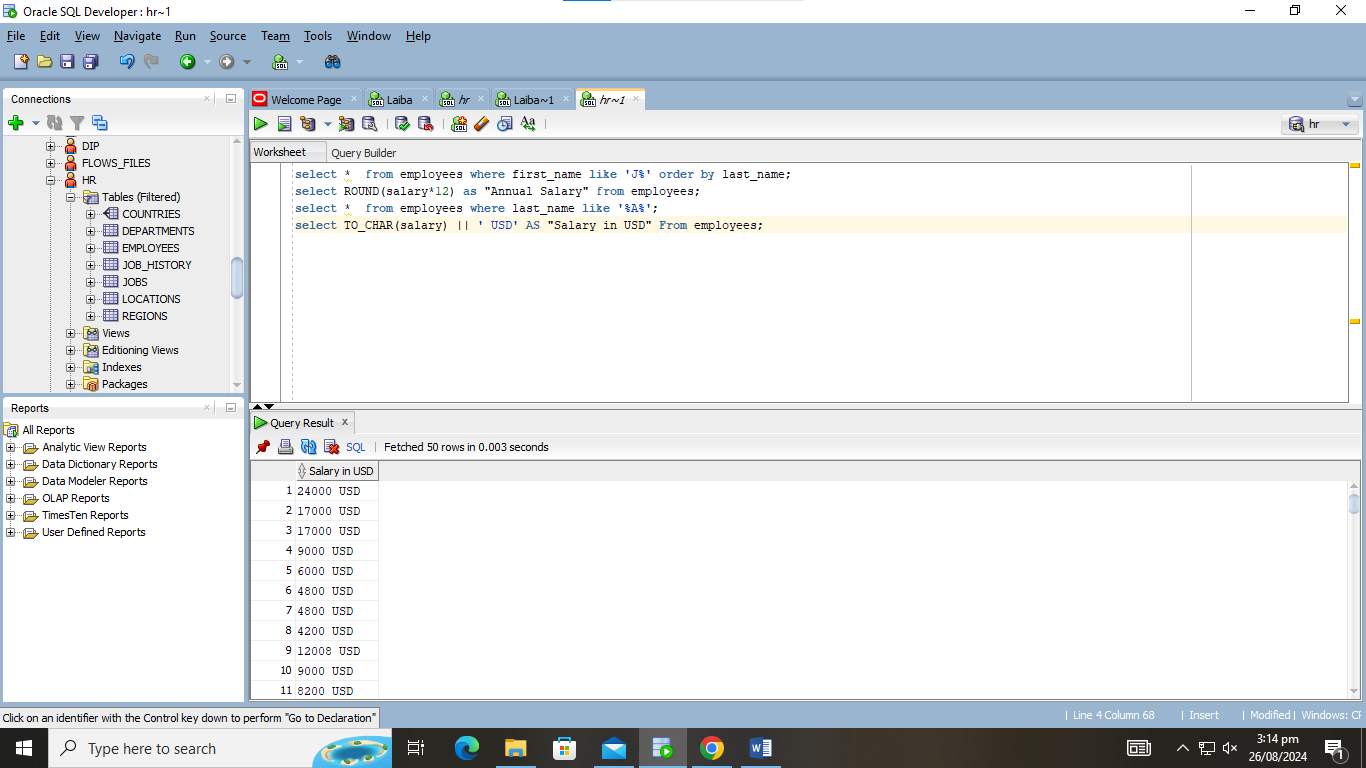 Oracle SQL Developer : hr~1
File Edit View Navigate Run Source Team Tools Window Help
Connections
DIP
FLOWS_FILES
HR
Tables (Filtered)
COUNTRIES
DEPARTMENTS
EMPLOYEES
JOB_HISTORY
JOBS
LOCATIONS
REGIONS
Views
Editioning Views
Indexes
Packages
Reports
All Reports
Analytic View Reports
Data Dictionary Reports
Data Modeler Reports
OLAP Reports
TimesTen Reports
User Defined Reports
Welcome Page Laiba hr Laiba~1 hr~1
hr
Worksheet Query Builder
select *  from employees where first_name like 'J%' order by last_name;
select ROUND(salary*12) as "Annual Salary" from employees;
select *  from employees where last_name like '%A%';
select TO_CHAR(salary) || ' USD' AS "Salary in USD" From employees;
Query Result
SQL | Fetched 50 rows in 0.003 seconds
Salary in USD
1 24000 USD
2 17000 USD
3 17000 USD
4 9000 USD
5 6000 USD
6 4800 USD
7 4800 USD
8 4200 USD
9 12008 USD
10 9000 USD
11 8200 USD
Click on an identifier with the Control key down to perform "Go to Declaration"
| Line 4 Column 68 | Insert | Modified | Windows: CR
Type here to search
3:14 pm
26/08/2024
1